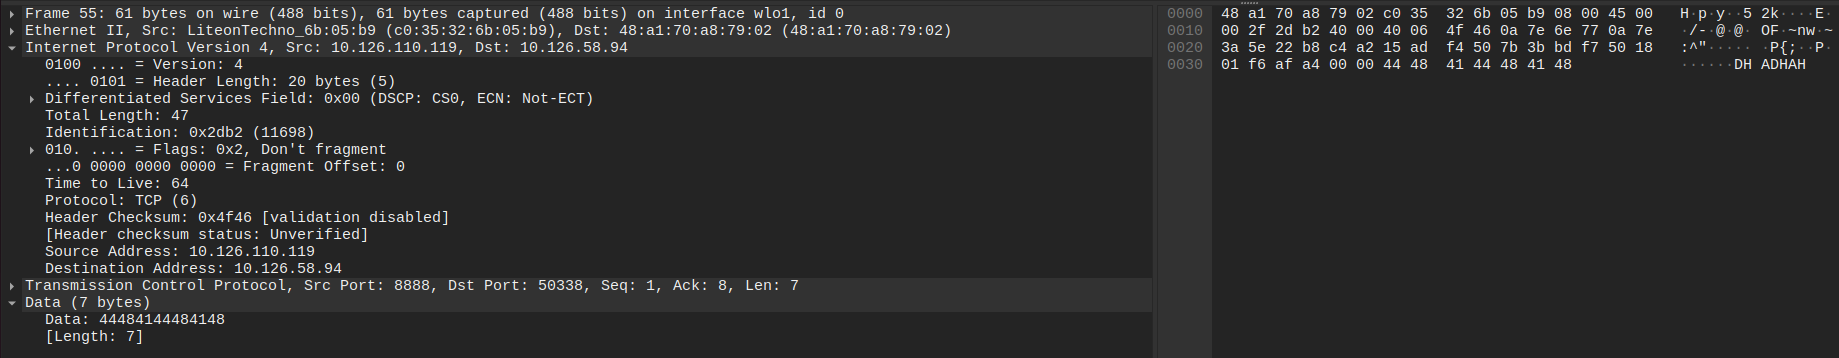 Frame 55: 61 bytes on wire (488 bits), 61 bytes captured (488 bits) on interface wlo1, id 0
Ethernet II, Src: LiteonTechno_6b:05:b9 (c0:35:32:6b:05:b9), Dst: 48:a1:70:a8:79:02 (48:a1:70:a8:79:02)
Internet Protocol Version 4, Src: 10.126.110.119, Dst: 10.126.58.94
0100 .... = Version: 4
.... 0101 = Header Length: 20 bytes (5)
Differentiated Services Field: 0x00 (DSCP: CS0, ECN: Not-ECT)
Total Length: 47
Identification: 0x2db2 (11698)
010. .... = Flags: 0x2, Don't fragment
...0 0000 0000 0000 = Fragment Offset: 0
Time to Live: 64
Protocol: TCP (6)
Header Checksum: 0x4f46 [validation disabled]
[Header checksum status: Unverified]
Source Address: 10.126.110.119
Destination Address: 10.126.58.94
Transmission Control Protocol, Src Port: 8888, Dst Port: 50338, Seq: 1, Ack: 8, Len: 7
Data (7 bytes)
Data: 44484144484148
[Length: 7]
0000 48 a1 70 a8 79 02 c0 35 32 6b 05 b9 08 00 45 00 H·p·y··5 2k····E·
0010 00 2f 2d b2 40 00 40 06 4f 46 0a 7e 6e 77 0a 7e ·/-·@·@· OF·~nw·~
0020 3a 5e 22 b8 c4 a2 15 ad f4 50 7b 3b bd f7 50 18 :^"····· ·P{;··P·
0030 01 f6 af a4 00 00 44 48 41 44 48 41 48 ······DH ADHAH